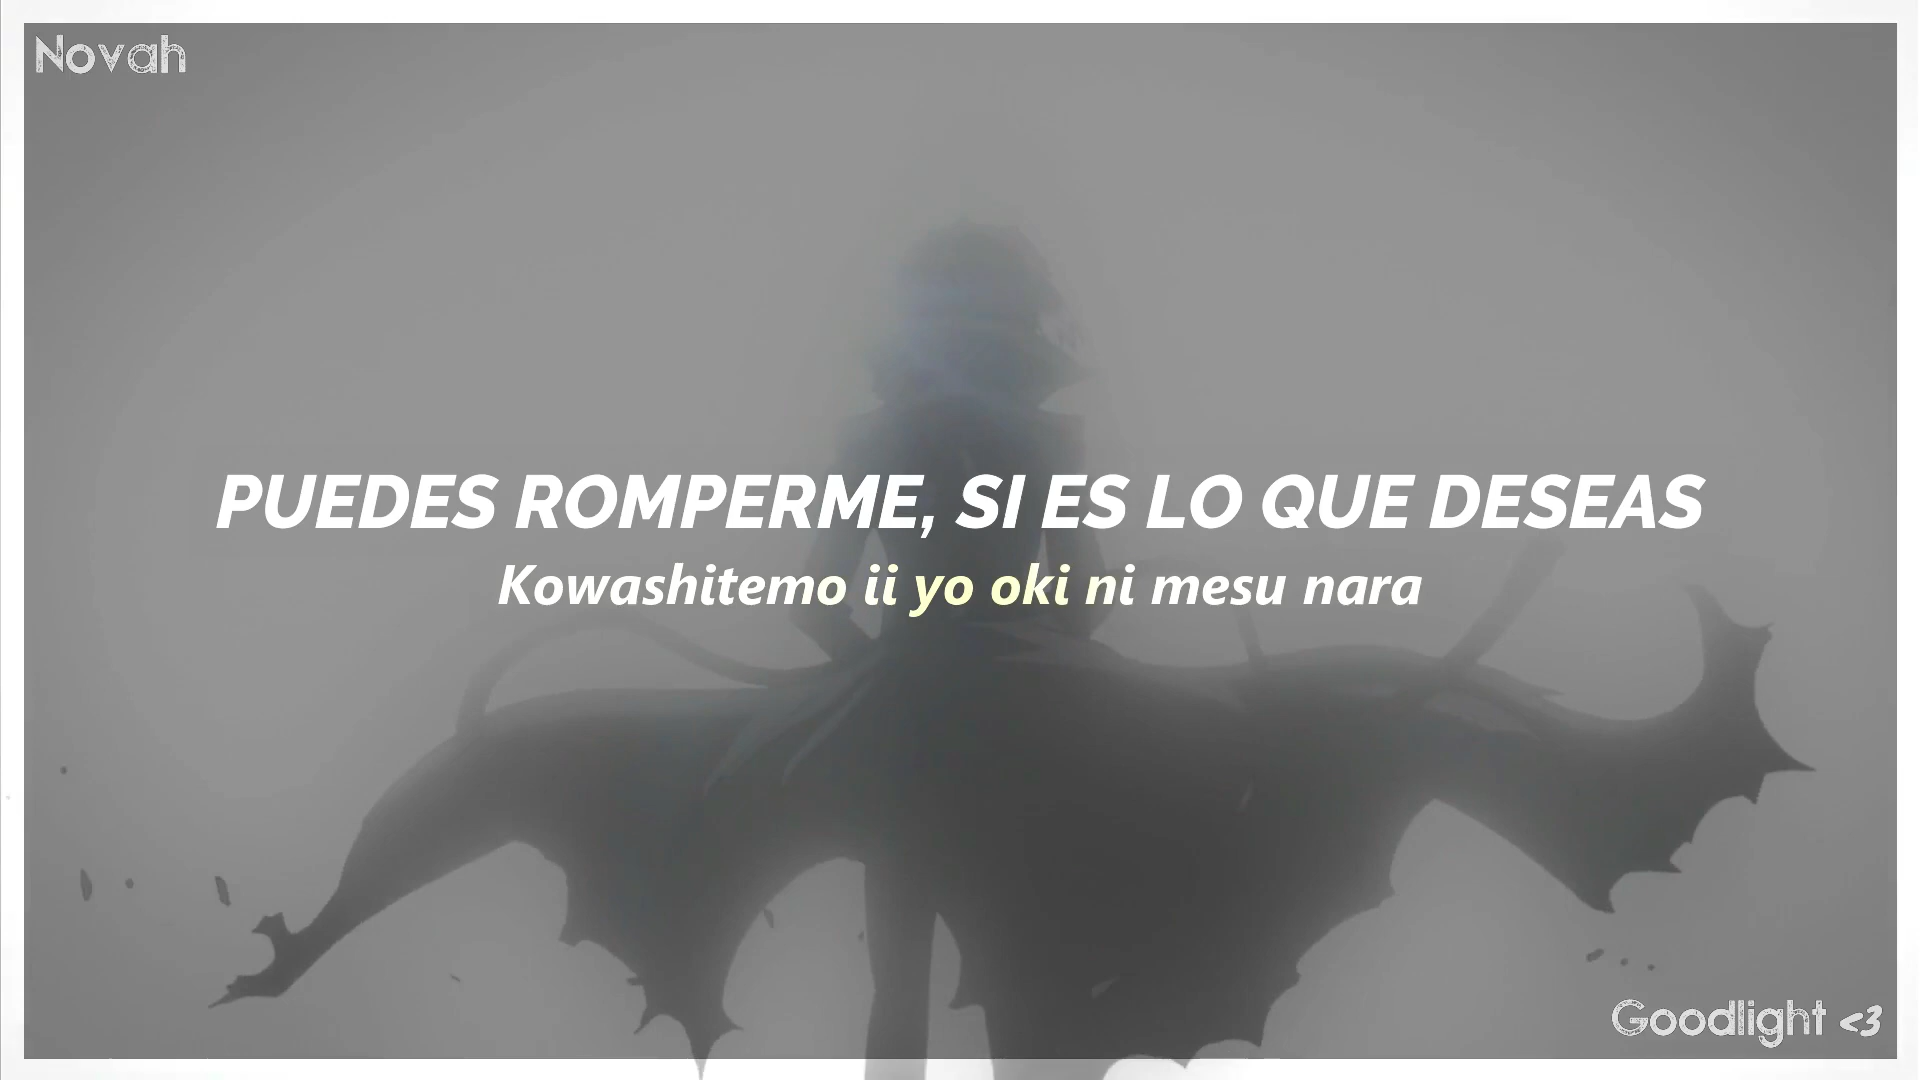 Novah
PUEDES ROMPERME, SI ES LO QUE DESEAS
Kowashitemo ii yo oki ni mesu nara
Goodlight <3